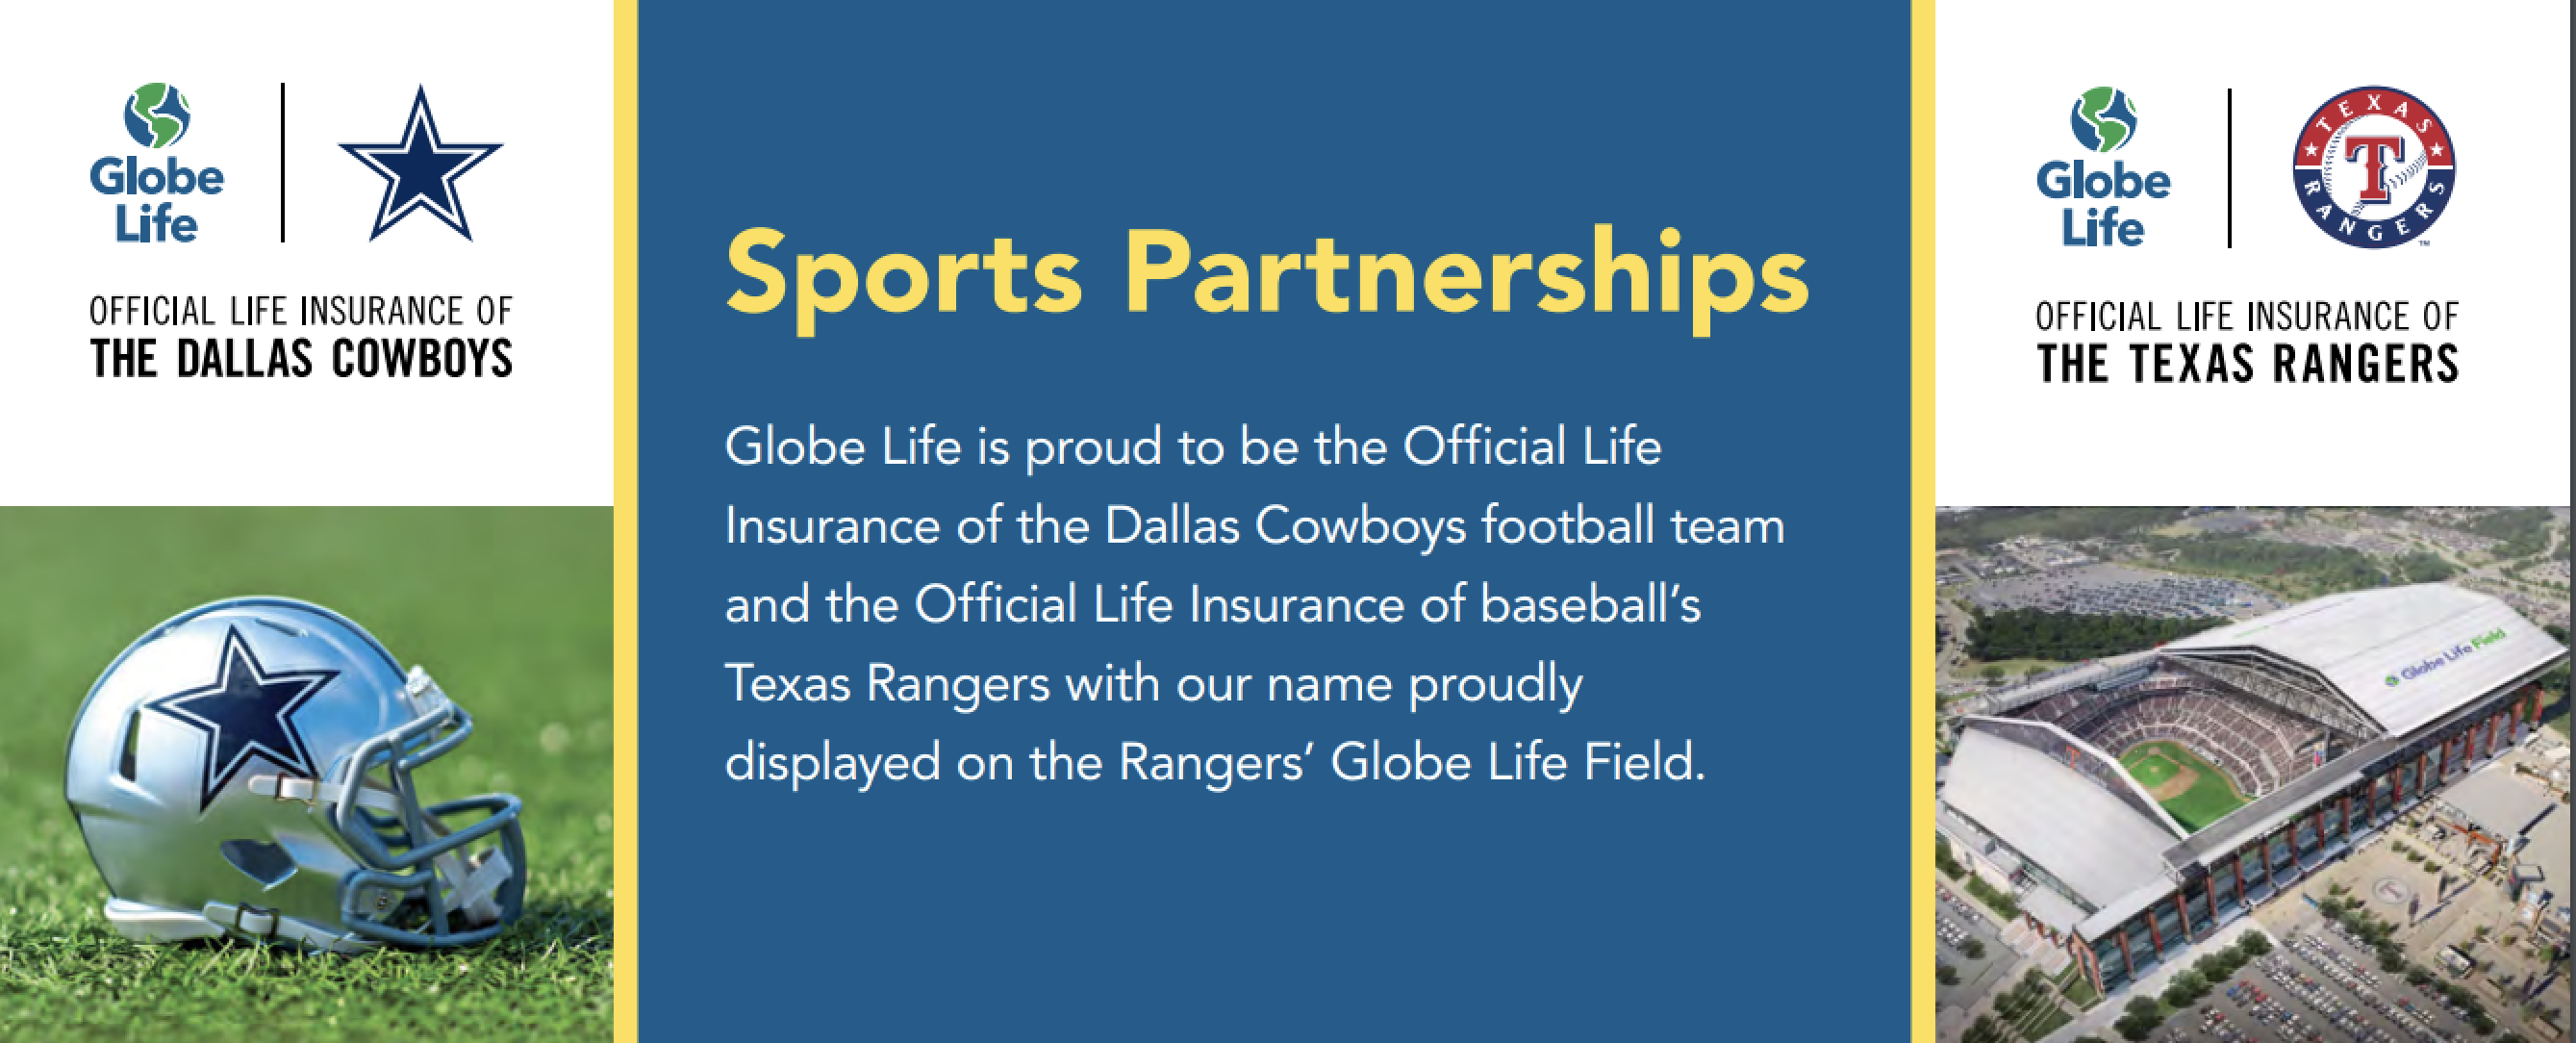 Globe
Life
OFFICIAL LIFE INSURANCE OF
THE DALLAS COWBOYS
Sports Partnerships
Globe Life is proud to be the Official Life
Insurance of the Dallas Cowboys football team
and the Official Life Insurance of baseball’s
Texas Rangers with our name proudly
displayed on the Rangers’ Globe Life Field.
Globe
Life
TEXAS
T
RANGERS
TM
OFFICIAL LIFE INSURANCE OF
THE TEXAS RANGERS
Globe Life Field